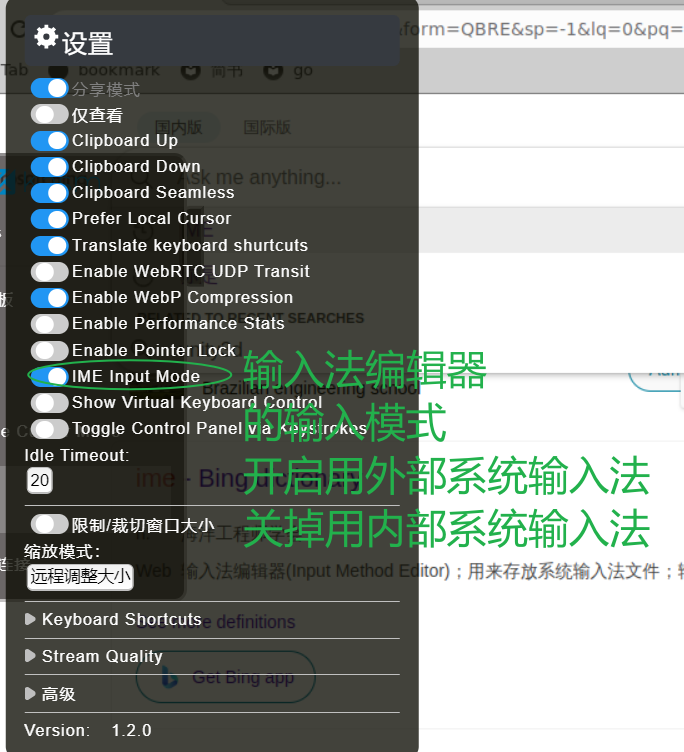 设置
form=QBRE&sp=-1&lq=0&pq=
Tab
bookmark
简书
go
分享模式
仅查看
国内版
国际版
Clipboard Up
Clipboard Down
Ask me anything...
Clipboard Seamless
Prefer Local Cursor
Translate keyboard shurtcuts
Enable WebRTC UDP Transit
Enable WebP Compression
RELATED TO RECENT SEARCHES
Enable Performance Stats
Enable Pointer Lock
IME Input Mode
输入法编辑器
Brazilian engineering school
Show Virtual Keyboard Control
的输入模式
Toggle Control Panel via Keystrokes
Idle Timeout:
20
ime - Bing dictionary
开启用外部系统输入法
限制/裁切窗口大小
关掉用内部系统输入法
缩放模式:
远程调整大小
Web 输入法编辑器(Input Method Editor)；用来存放系统输入法文件；
Keyboard Shortcuts
See more definitions
Stream Quality
Get Bing app
高级
Version: 1.2.0